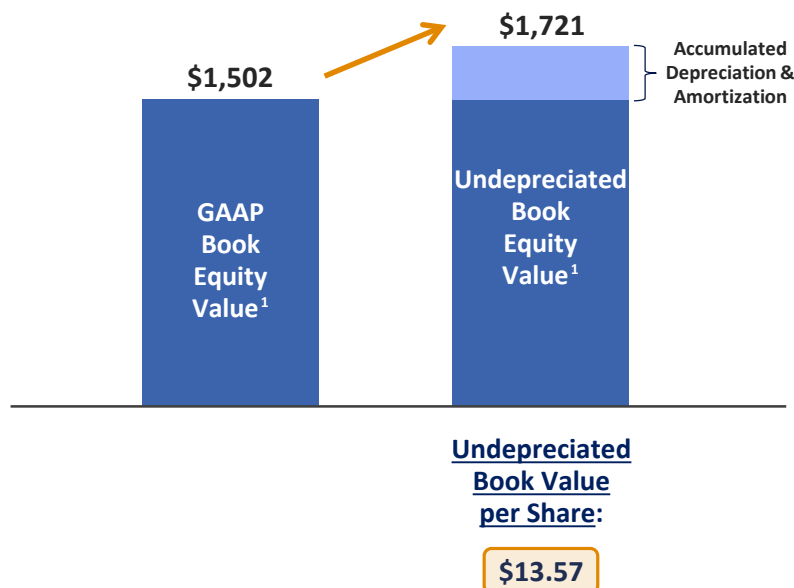 $1,502
$1,721
Accumulated
Depreciation &
Amortization
GAAP
Book
Equity
Value¹
Undepreciated
Book
Equity
Value¹
Undepreciated
Book Value
per Share:
$13.57